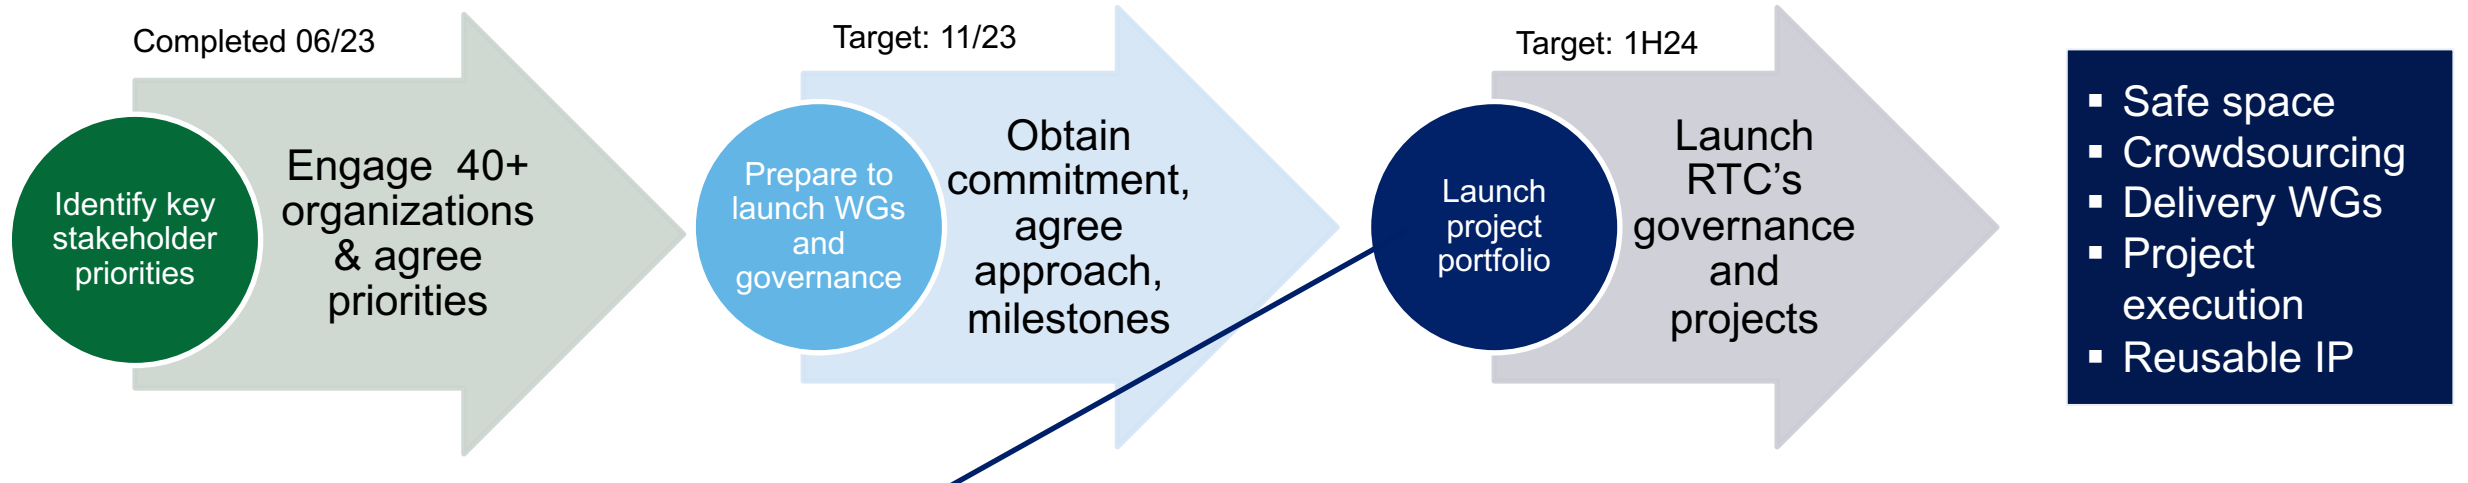 Completed 06/23
Identify key
stakeholder
priorities
Engage 40+
organizations
& agree
priorities
Target: 11/23
Prepare to
launch WGs
and
governance
Obtain
commitment,
agree
approach,
milestones
Target: 1H24
Launch
project
portfolio
Launch
RTC’s
governance
and
projects
▪ Safe space
▪ Crowdsourcing
▪ Delivery WGs
▪ Project
execution
▪ Reusable IP